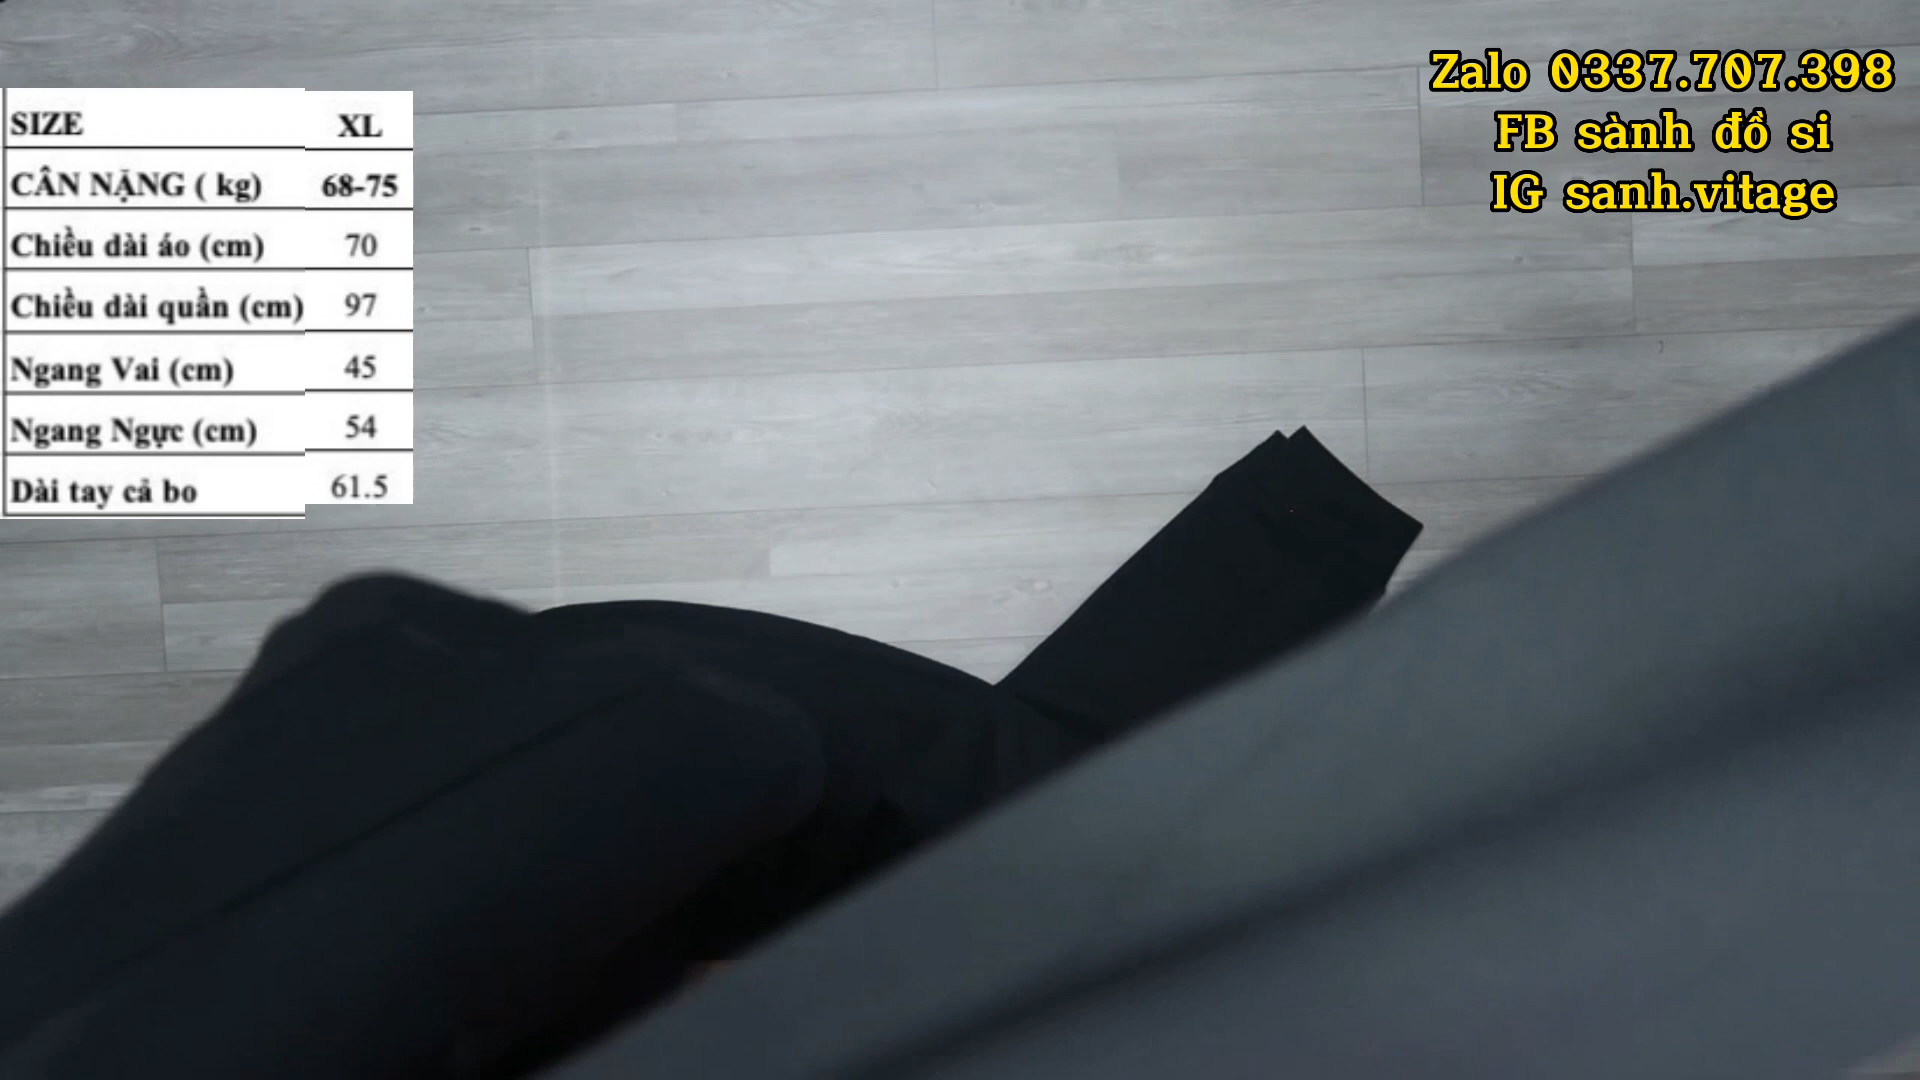 SIZE XL
CÂN NẶNG ( kg) 68-75
Chiều dài áo (cm) 70
Chiều dài quần (cm) 97
Ngang Vai (cm) 45
Ngang Ngực (cm) 54
Dài tay cả bo 61.5
Zalo 0337.707.398
FB sành đồ si
IG sanh.vitage